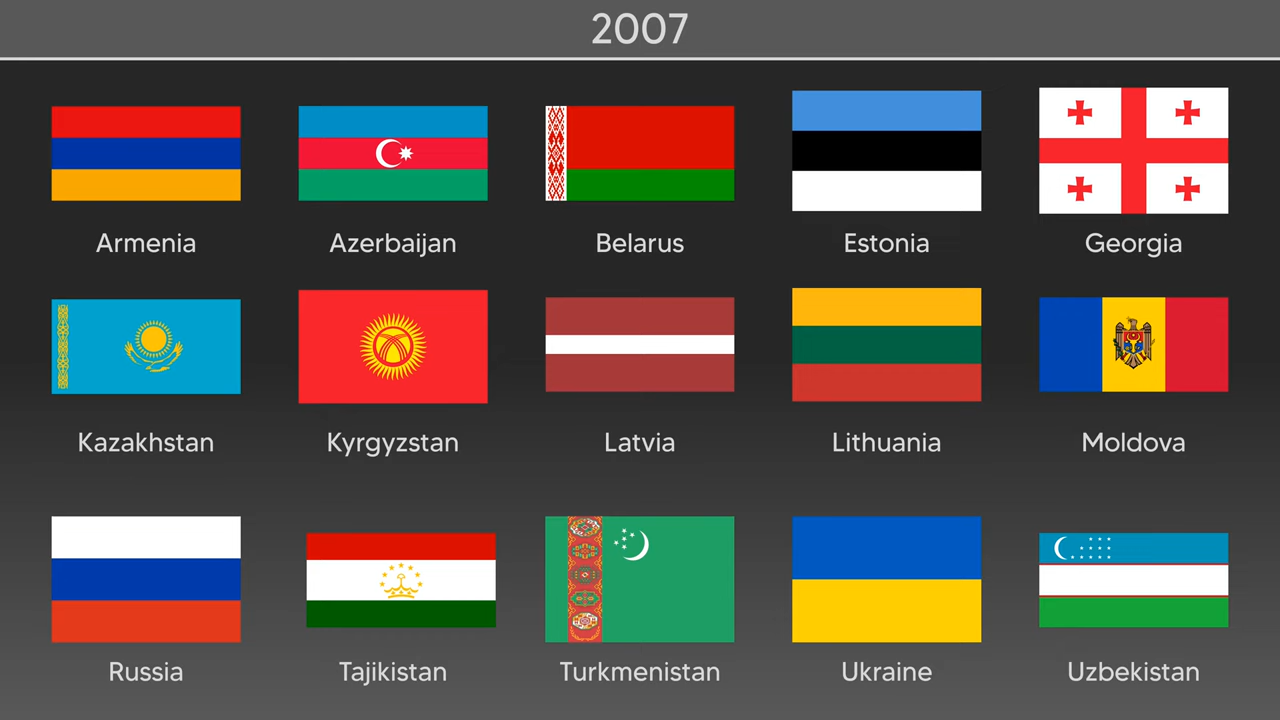 2007
Armenia Azerbaijan Belarus Estonia Georgia
Kazakhstan Kyrgyzstan Latvia Lithuania Moldova
Russia Tajikistan Turkmenistan Ukraine Uzbekistan